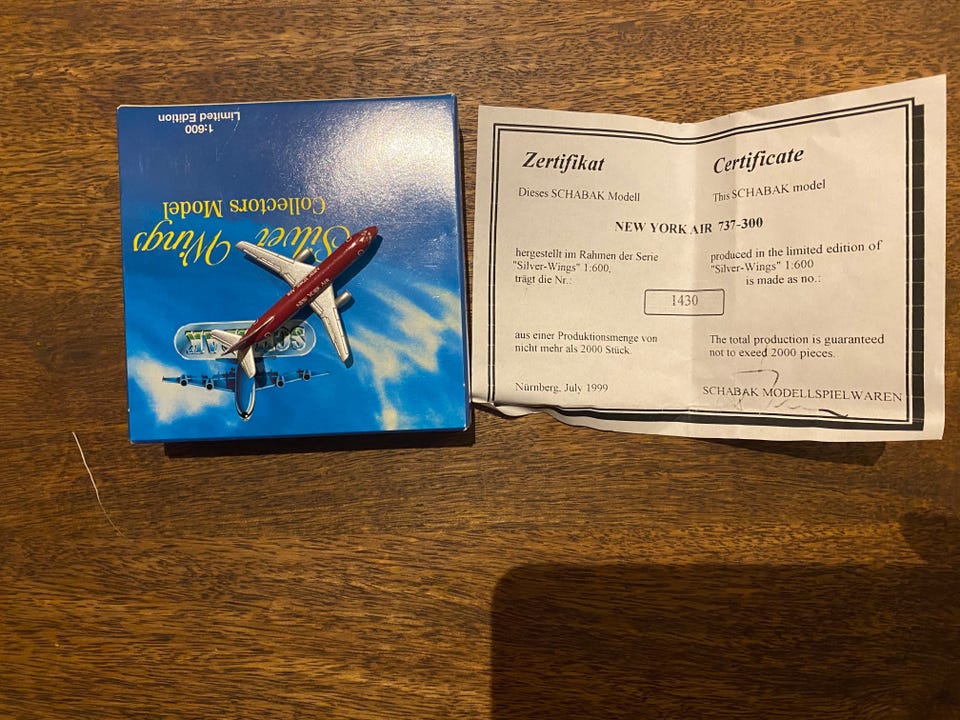 1:600
Limited Edition
Silver Wings
Collectors Model
SCHABAK
Zertifikat
Certificate
Dieses SCHABAK Modell
This SCHABAK model
NEW YORK AIR 737-300
hergestellt im Rahmen der Serie
"Silver-Wings" 1:600,
trägt die Nr.:
produced in the limited edition of
"Silver-Wings" 1:600
is made as no.:
1430
aus einer Produktionsmenge von
nicht mehr als 2000 Stück.
The total production is guaranteed
not to exceed 2000 pieces.
Nürnberg, July 1999
SCHABAK MODELLSPIELWAREN